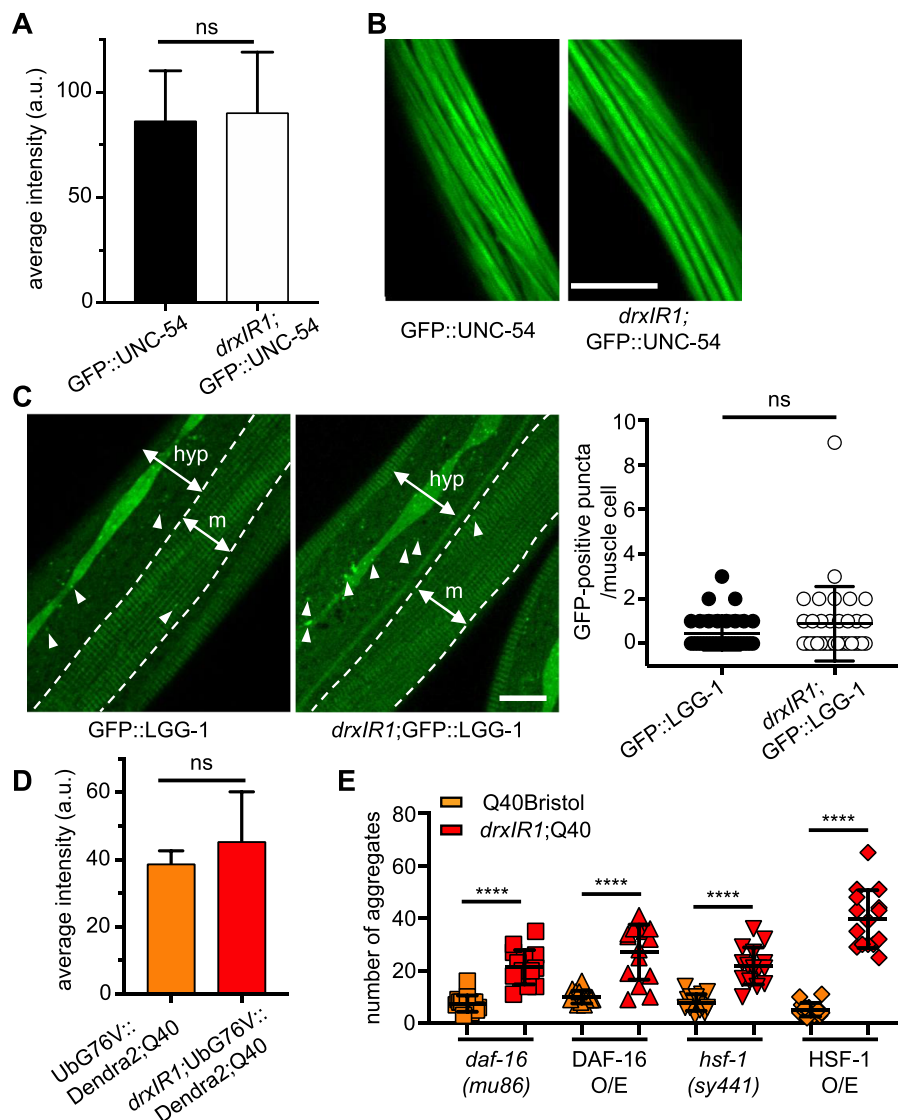 A
ns
average intensity (a.u.)
100
50
0
GFP::UNC-54
drxIR1;
GFP::UNC-54
B
GFP::UNC-54
drxIR1;
GFP::UNC-54
C
hyp
m
hyp
m
GFP::LGG-1
drxIR1;GFP::LGG-1
ns
GFP-positive puncta
/muscle cell
10
8
6
4
2
0
GFP::LGG-1
drxIR1;
GFP::LGG-1
D
ns
average intensity (a.u.)
60
40
20
0
UbG76V::
Dendra2;Q40
drxIR1;UbG76V::
Dendra2;Q40
E
Q40Bristol
drxIR1;Q40
number of aggregates
80
60
40
20
0
****
****
****
****
daf-16
(mu86)
DAF-16
O/E
hsf-1
(sy441)
HSF-1
O/E